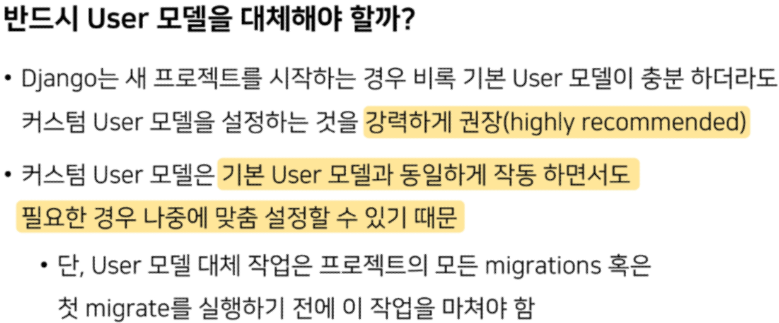 반드시 User 모델을 대체해야 할까?
• Django는 새 프로젝트를 시작하는 경우 비록 기본 User 모델이 충분 하더라도
커스텀 User 모델을 설정하는 것을 강력하게 권장(highly recommended)
• 커스텀 User 모델은 기본 User 모델과 동일하게 작동 하면서도
필요한 경우 나중에 맞춤 설정할 수 있기 때문
• 단, User 모델 대체 작업은 프로젝트의 모든 migrations 혹은
첫 migrate를 실행하기 전에 이 작업을 마쳐야 함